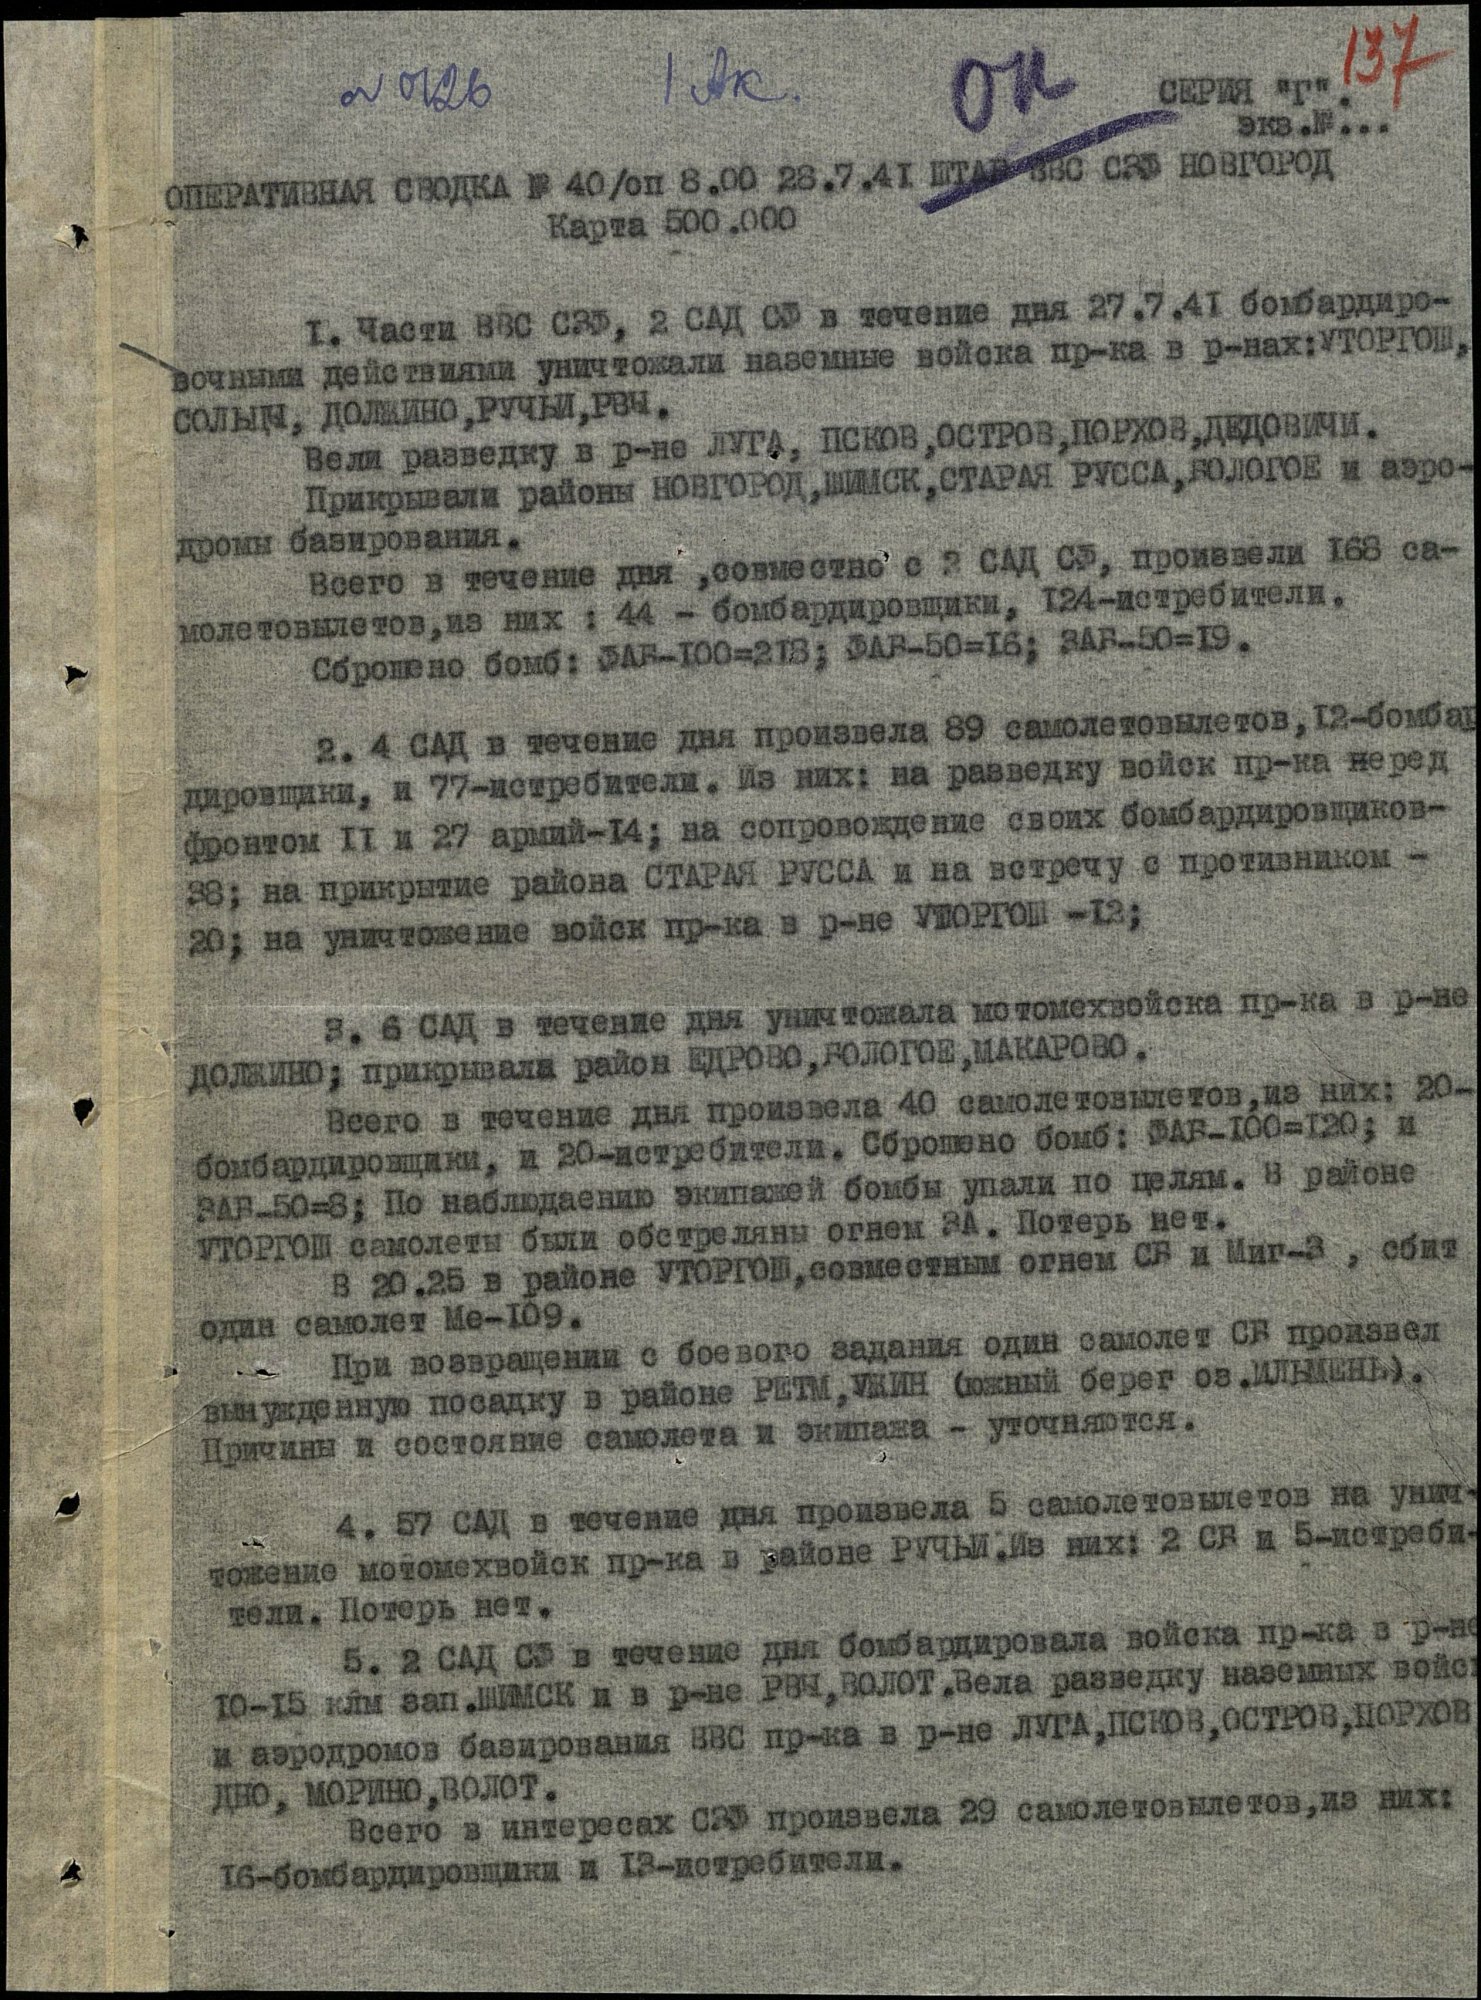 137
№ 0126 1 Ак. Оп
СЕРИЯ "Г".
экз.№...
ОПЕРАТИВНАЯ СВОДКА № 40/оп 8.00 28.7.41 ШТАБ ВВС СЗФ НОВГОРОД
Карта 500.000
I. Части ВВС СЗФ, 2 САД СФ в течение дня 27.7.41 бомбардиро-
вочными действиями уничтожали наземные войска пр-ка в р-нах:УТОРГОШ,
СОЛЬЦЫ, ДОЛЖИНО,РУЧЬИ,РВЧ.
Вели разведку в р-не ЛУГА, ПСКОВ,ОСТРОВ,ПОРХОВ,ДЕДОВИЧИ.
Прикрывали районы НОВГОРОД,ШИМСК,СТАРАЯ РУССА,БОЛОГОЕ и аэро-
дромы базирования.
Всего в течение дня ,совместно с 2 САД СФ, произвели 168 са-
молетовылетов,из них : 44 - бомбардировщики, 124-истребители.
Сброшено бомб: ФАБ-100=218; ФАБ-50=16; ЗАБ-50=19.
2. 4 САД в течение дня произвела 89 самолетовылетов,12-бомбар
дировщики, и 77-истребители. Из них: на разведку войск пр-ка перед
фронтом II и 27 армий-14; на сопровождение своих бомбардировщиков-
38; на прикрытие района СТАРАЯ РУССА и на встречу с противником -
20; на уничтожение войск пр-ка в р-не УТОРГОШ -12;
3. 6 САД в течение дня уничтожала мотомехвойска пр-ка в р-не
ДОЛЖИНО; прикрывала район ЕДРОВО,БОЛОГОЕ,МАКАРОВО.
Всего в течение дня произвела 40 самолетовылетов,из них: 20-
бомбардировщики, и 20-истребители. Сброшено бомб: ФАБ-100=120; и
ЗАБ-50=8; По наблюдаению экипажей бомбы упали по целям. В районе
УТОРГОШ самолеты были обстреляны огнем ЗА. Потерь нет.
В 20.25 в районе УТОРГОШ,совместным огнем СБ и Миг-3 , сбит
один самолет Ме-109.
При возвращении с боевого задания один самолет СБ произвел
вынужденную посадку в районе РЕТМ,УЖИН (южный берег оз.ИЛЬМЕНЬ).
Причины и состояние самолета и экипажа - уточняются.
4. 57 САД в течение дня произвела 5 самолетовылетов на унич-
тожение мотомехвойск пр-ка в районе РУЧЬИ.Из них: 2 СБ и 5-истреби-
тели. Потерь нет.
5. 2 САД СФ в течение дня бомбардировала войска пр-ка в р-не
10-15 клм зап.ШИМСК и в р-не РВЧ,ВОЛОТ.Вела разведку наземных войск
и аэродромов базирования ВВС пр-ка в р-не ЛУГА,ПСКОВ,ОСТРОВ,ПОРХОВ
ДНО, МОРИНО,ВОЛОТ.
Всего в интересах СЗФ произвела 29 самолетовылетов,из них:
16-бомбардировщики и 13-истребители.